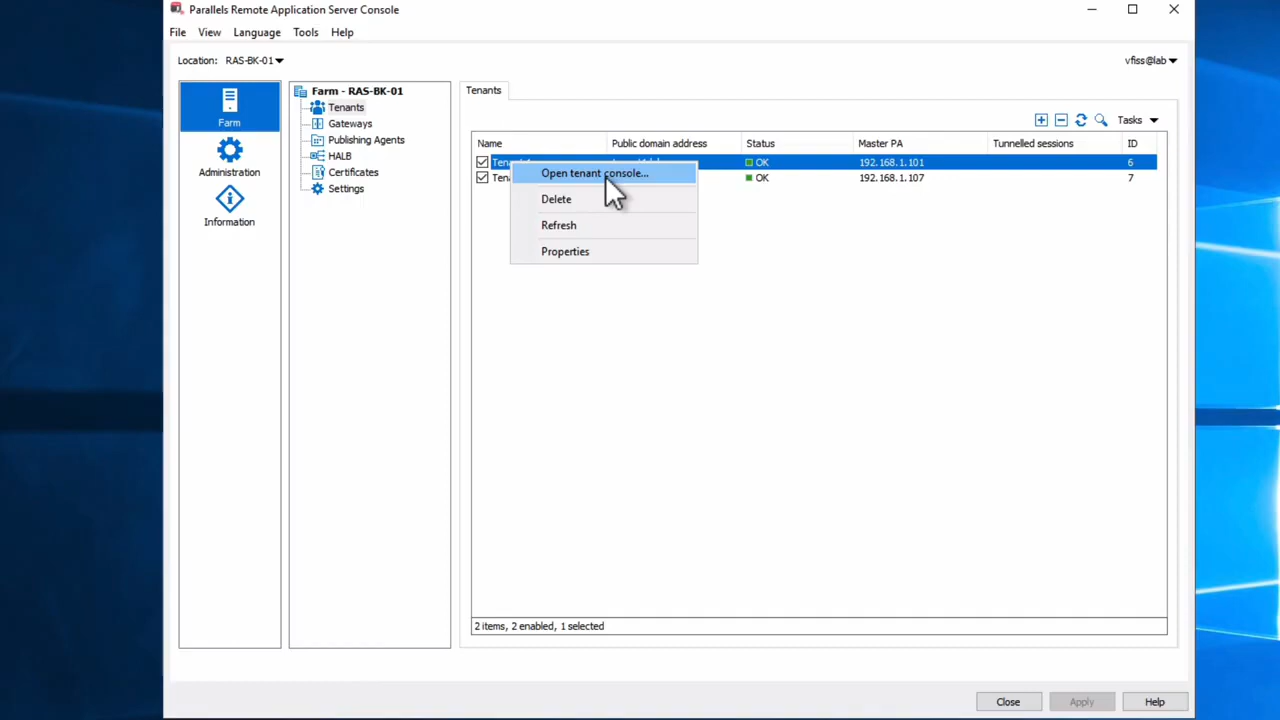 Parallels Remote Application Server Console
File View Language Tools Help
Location: RAS-BK-01
vfiss@lab
Farm
Administration
Information
Farm - RAS-BK-01
Tenants
Gateways
Publishing Agents
HALB
Certificates
Settings
Tenants
Tasks
Name Public domain address Status Master PA Tunnelled sessions ID
OK 192.168.1.101 6
OK 192.168.1.107 7
Open tenant console...
Delete
Refresh
Properties
2 items, 2 enabled, 1 selected
Close Apply Help